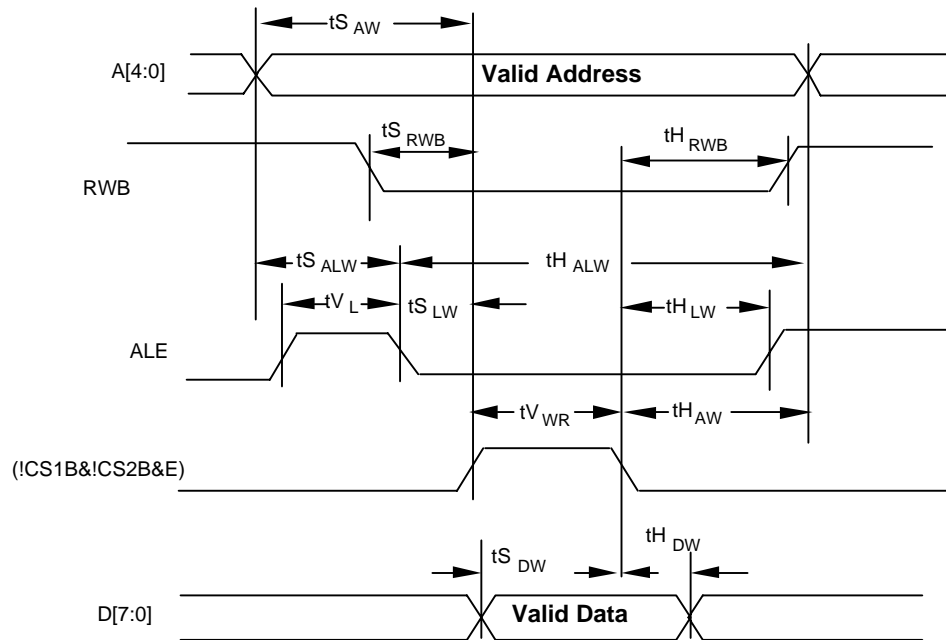 tS AW
A[4:0]
Valid Address
tS RWB
tH RWB
RWB
tS ALW
tH ALW
tV L
tS LW
tH LW
ALE
tV WR
tH AW
(!CS1B&!CS2B&E)
tS DW
tH DW
D[7:0]
Valid Data